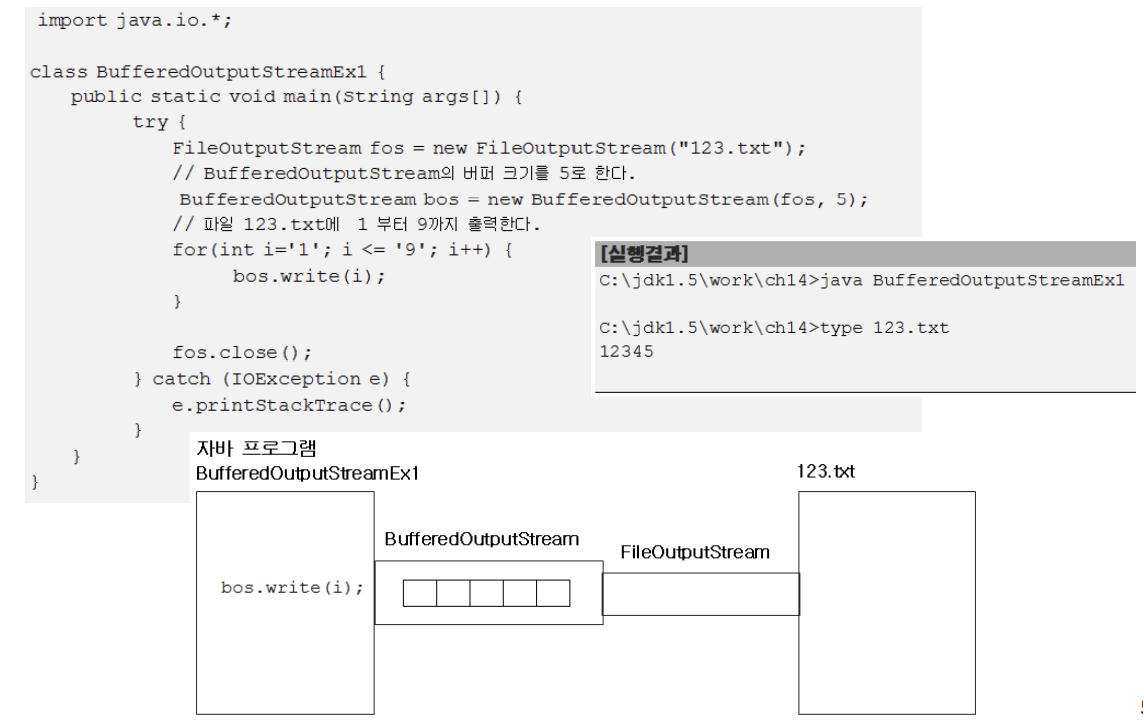 import java.io.*;
class BufferedOutputStreamEx1 {
public static void main(String args[]) {
try {
FileOutputStream fos = new FileOutputStream("123.txt");
// BufferedOutputStream의 버퍼 크기를 5로 한다.
BufferedOutputStream bos = new BufferedOutputStream(fos, 5);
// 파일 123.txt에 1 부터 9까지 출력한다.
for(int i='1'; i <= '9'; i++) {
bos.write(i);
}
fos.close();
} catch (IOException e) {
e.printStackTrace();
}
}
}
[실행결과]
C:\jdk1.5\work\ch14>java BufferedOutputStreamEx1
C:\jdk1.5\work\ch14>type 123.txt
12345
자바 프로그램
BufferedOutputStreamEx1
123.txt
BufferedOutputStream
FileOutputStream
bos.write(i);